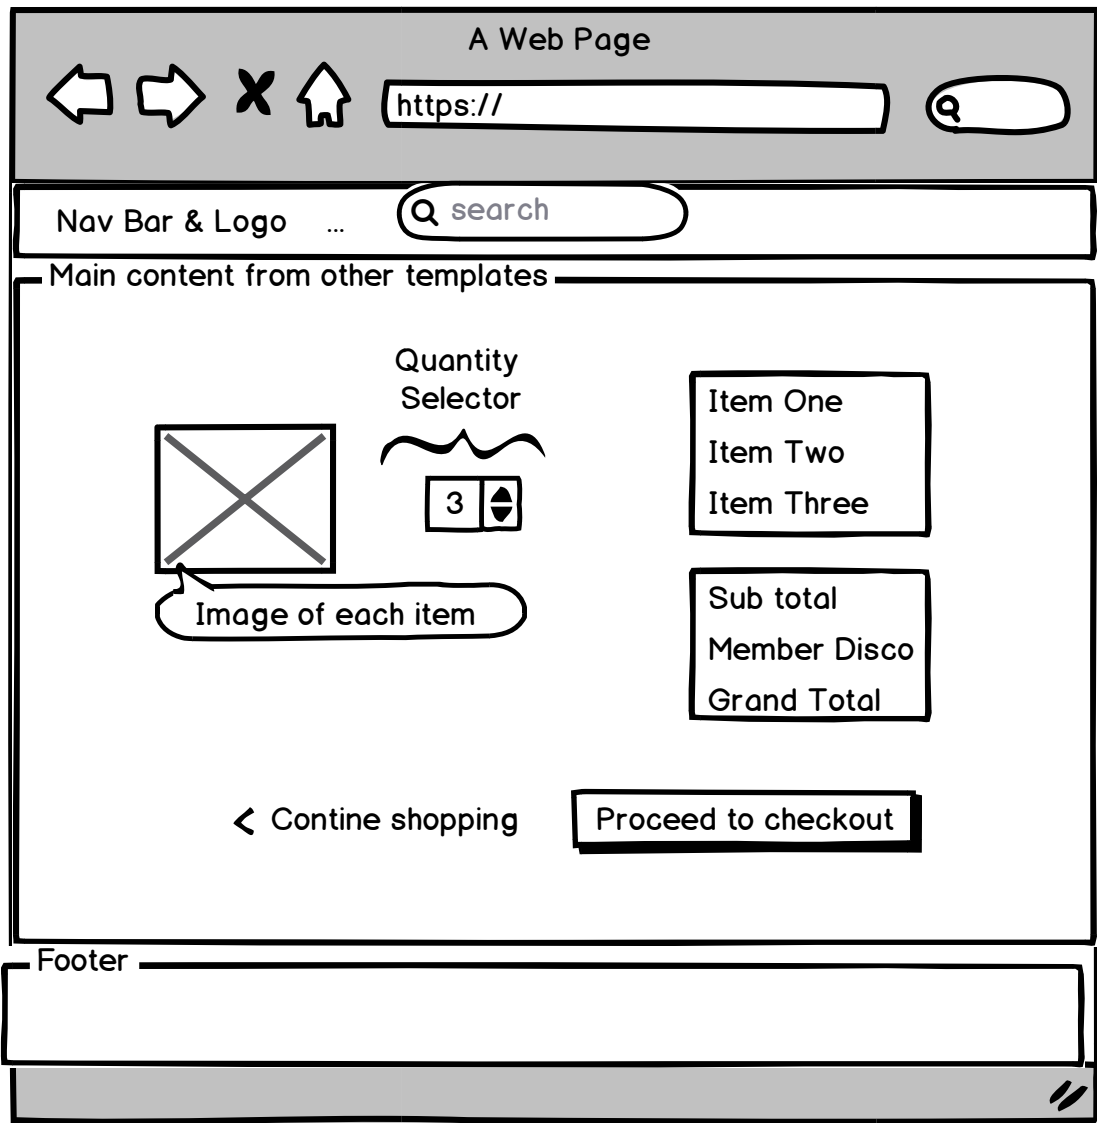 A Web Page
https://
Nav Bar & Logo ...
search
Main content from other templates
Quantity
Selector
3
Image of each item
Item One
Item Two
Item Three
Sub total
Member Disco
Grand Total
Contine shopping
Proceed to checkout
Footer